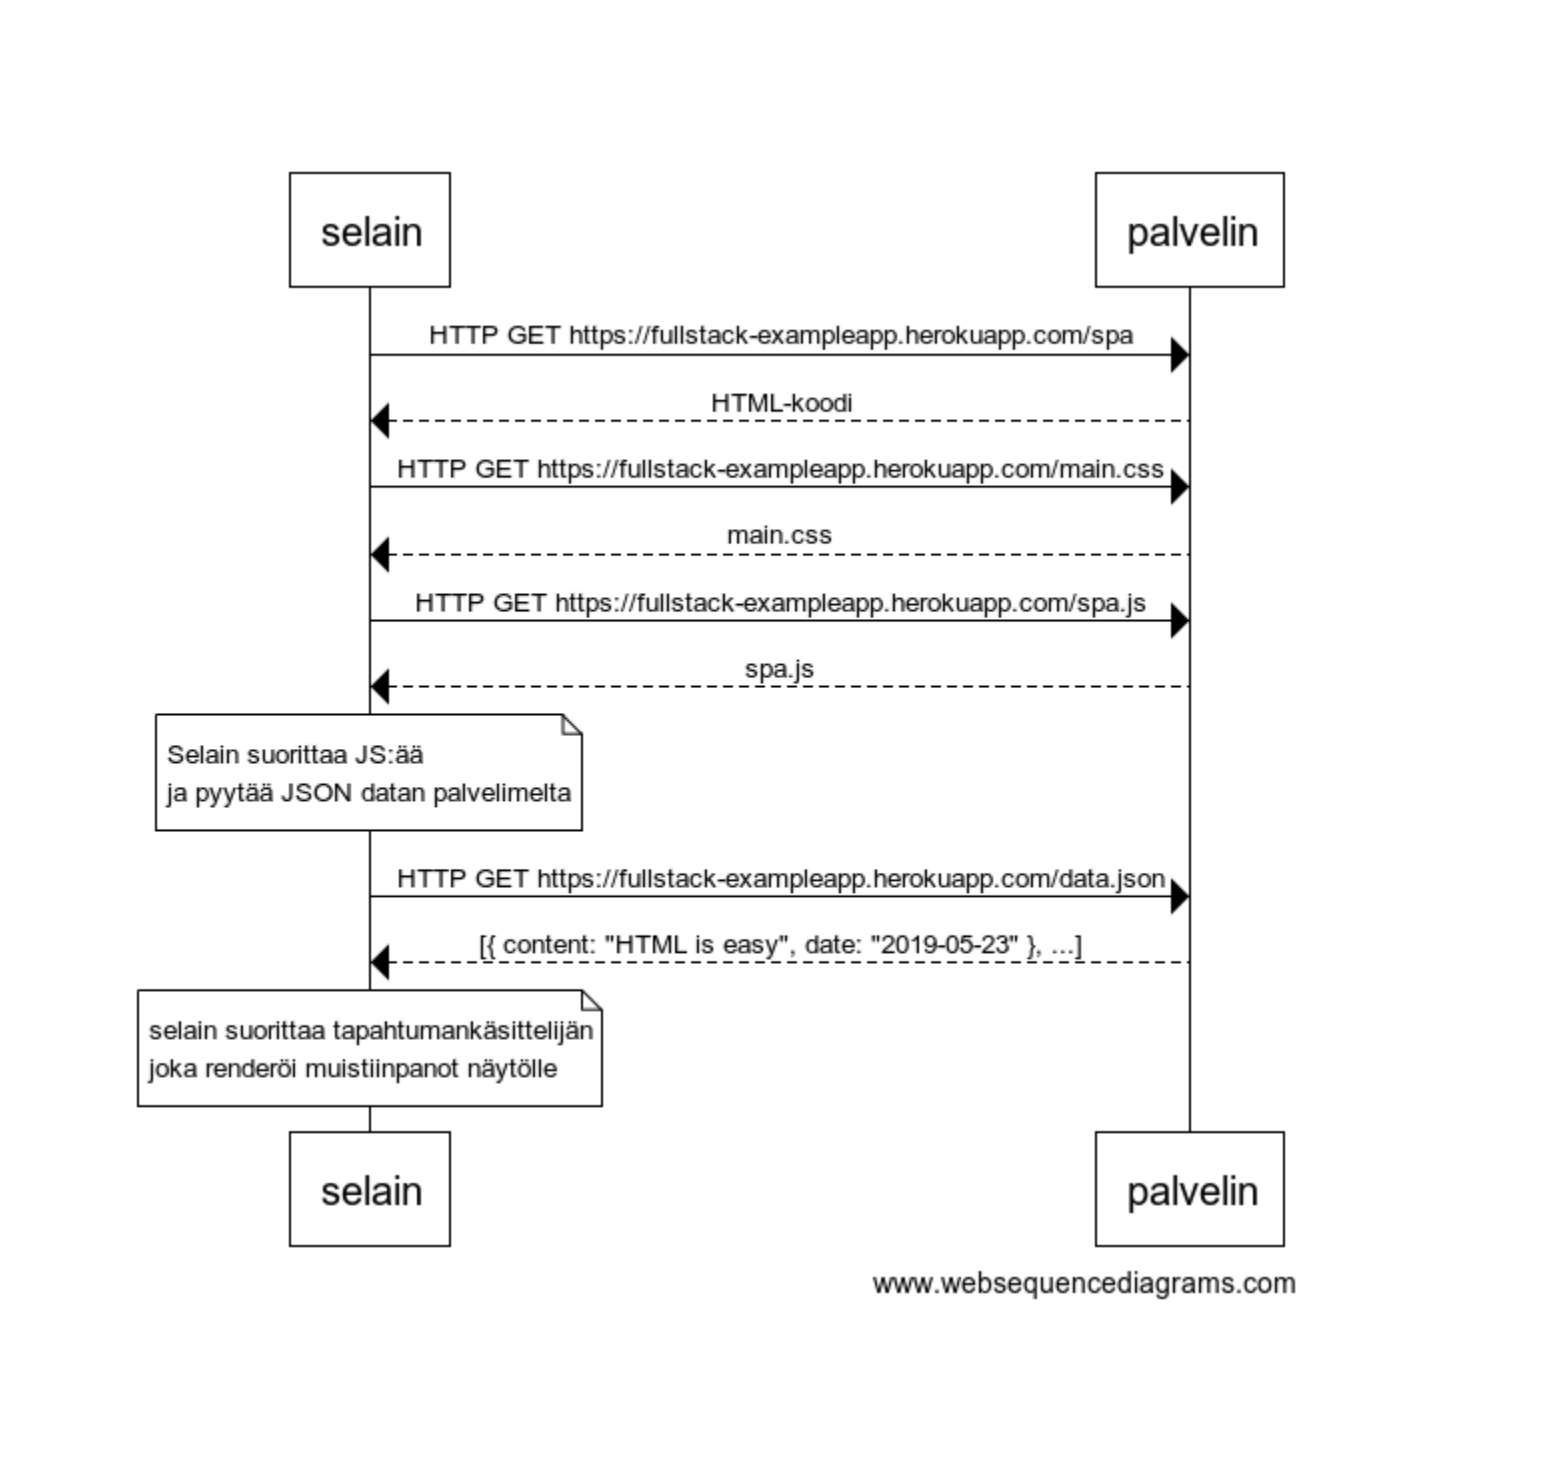 selain
palvelin
HTTP GET https://fullstack-exampleapp.herokuapp.com/spa
HTML-koodi
HTTP GET https://fullstack-exampleapp.herokuapp.com/main.css
main.css
HTTP GET https://fullstack-exampleapp.herokuapp.com/spa.js
spa.js
Selain suorittaa JS:ää
ja pyytää JSON datan palvelimelta
HTTP GET https://fullstack-exampleapp.herokuapp.com/data.json
[{ content: "HTML is easy", date: "2019-05-23" }, ...]
selain suorittaa tapahtumankäsittelijän
joka renderöi muistiinpanot näytölle
selain
palvelin
www.websequencediagrams.com